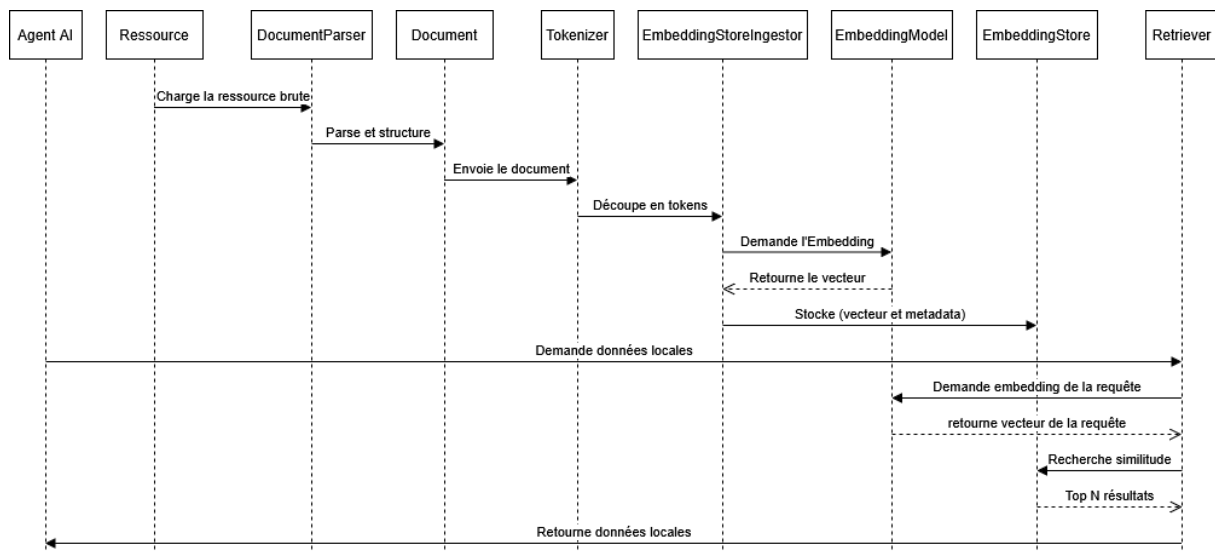 Agent AI
Ressource
DocumentParser
Document
Tokenizer
EmbeddingStoreIngestor
EmbeddingModel
EmbeddingStore
Retriever
Charge la ressource brute
Parse et structure
Envoie le document
Découpe en tokens
Demande l'Embedding
Retourne le vecteur
Stocke (vecteur et metadata)
Demande données locales
Demande embedding de la requête
retourne vecteur de la requête
Recherche similitude
Top N résultats
Retourne données locales